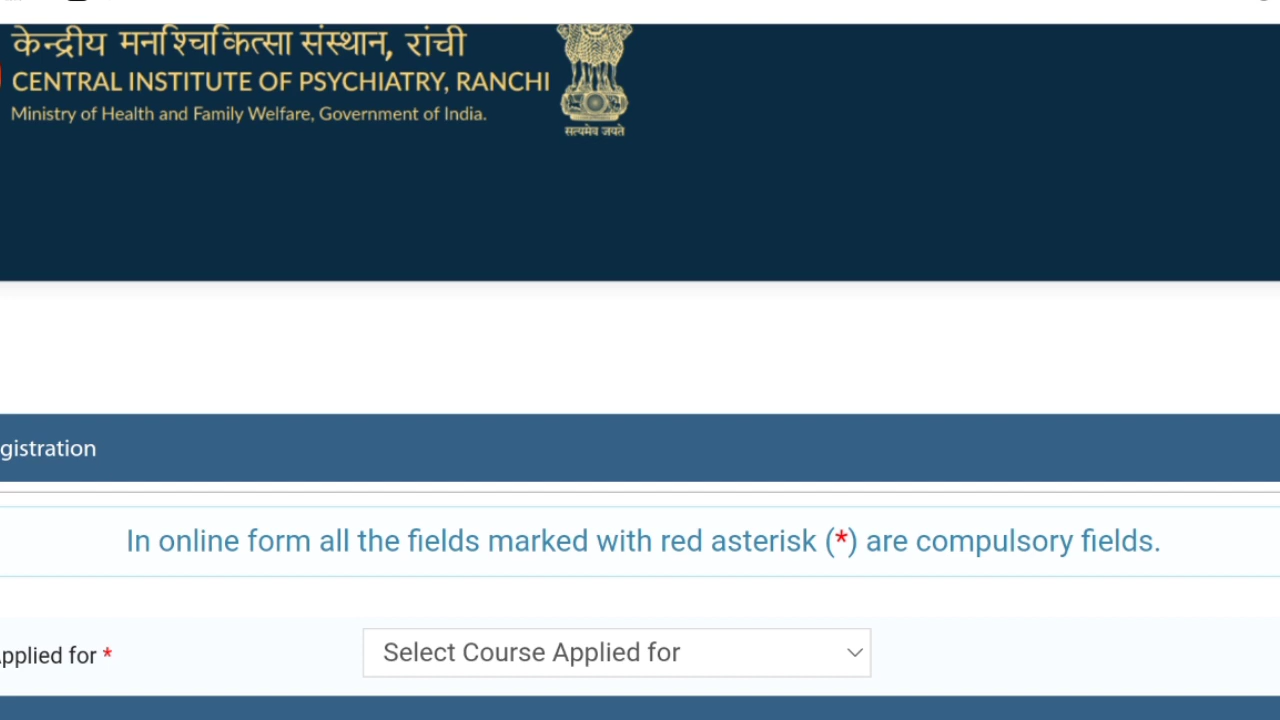 केन्द्रीय मनश्चिकित्सा संस्थान, रांची
CENTRAL INSTITUTE OF PSYCHIATRY, RANCHI
Ministry of Health and Family Welfare, Government of India.
सत्यमेव जयते
gistration
In online form all the fields marked with red asterisk (*) are compulsory fields.
pplied for *
Select Course Applied for